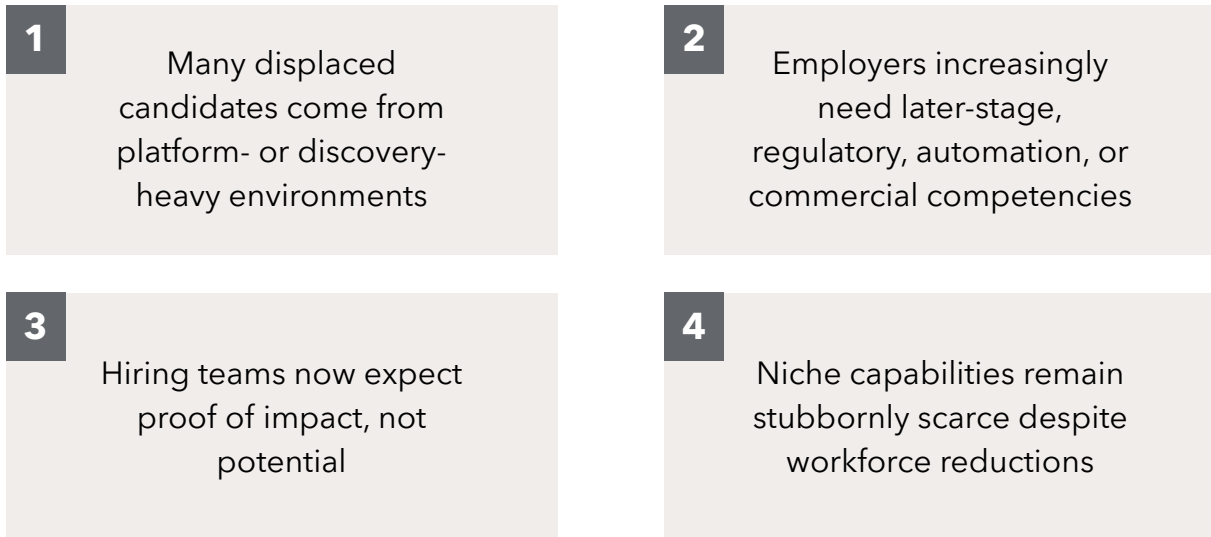 1
Many displaced
candidates come from
platform- or discovery-
heavy environments
2
Employers increasingly
need later-stage,
regulatory, automation, or
commercial competencies
3
Hiring teams now expect
proof of impact, not
potential
4
Niche capabilities remain
stubbornly scarce despite
workforce reductions